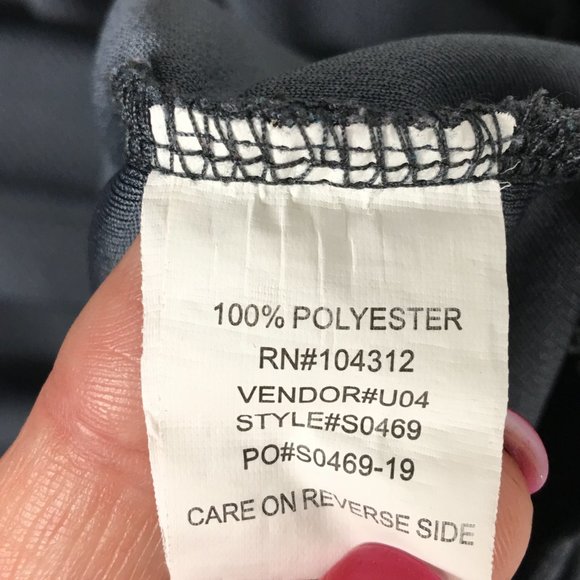 100% POLYESTER
RN#104312
VENDOR#U04
STYLE#S0469
PO#S0469-19
CARE ON REVERSE SIDE